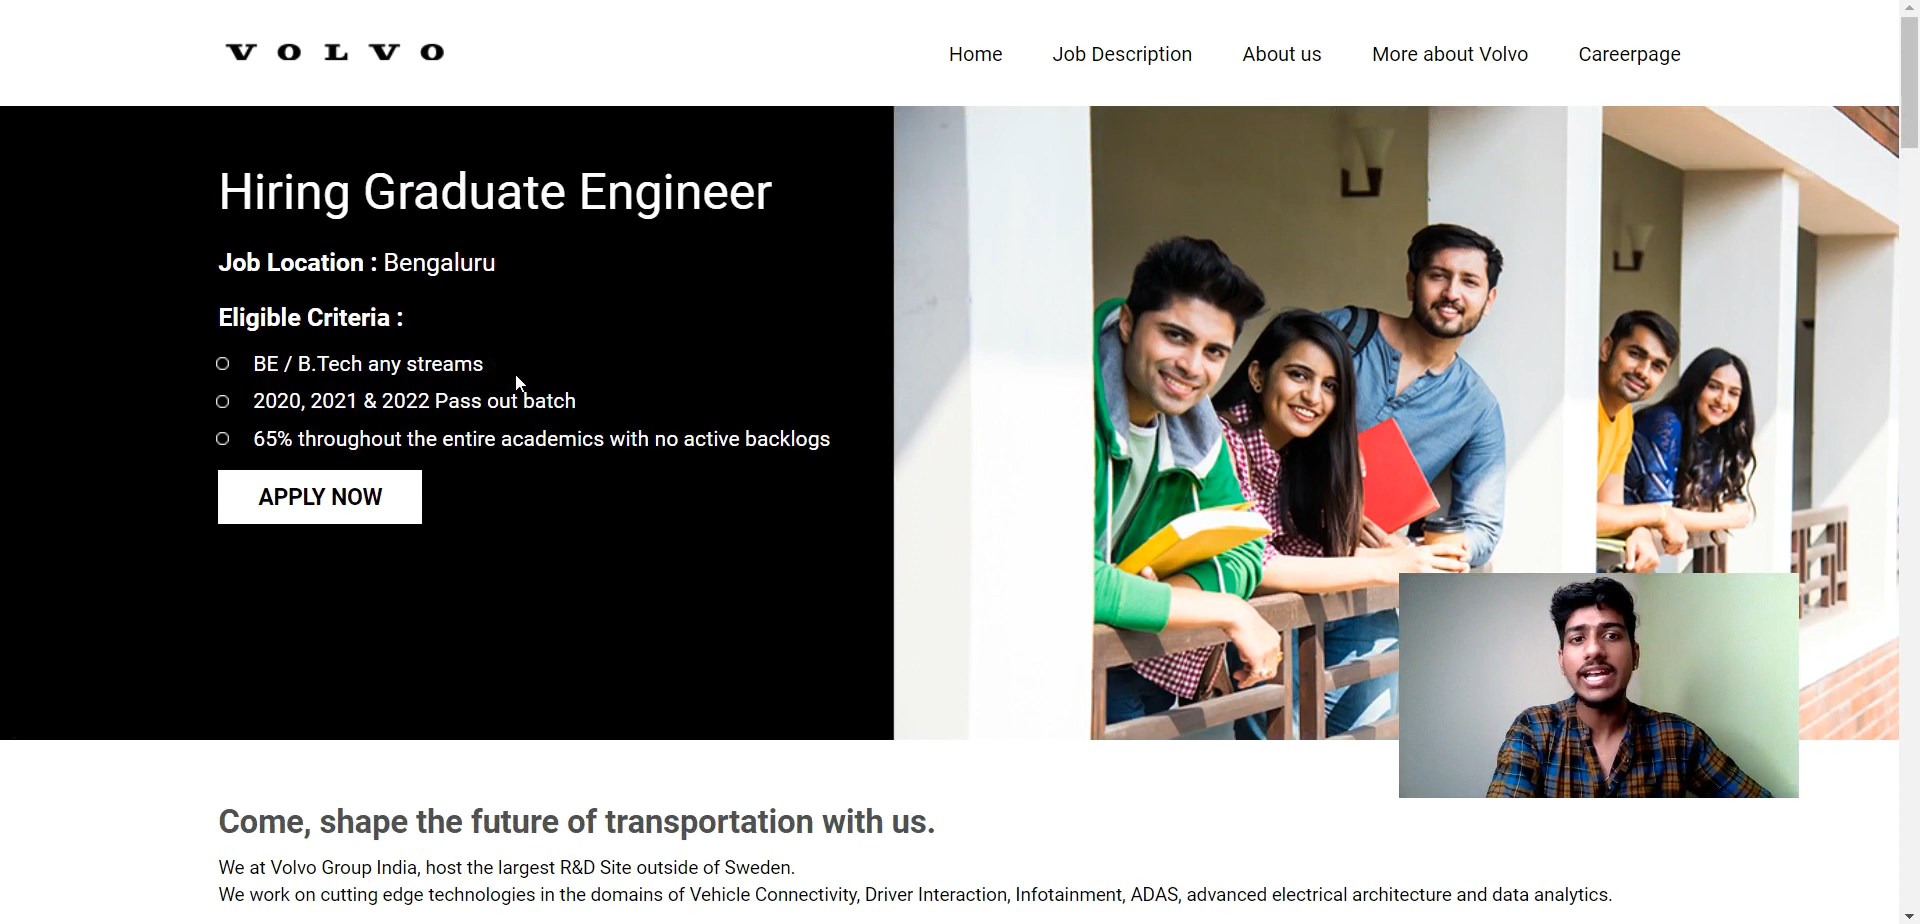 VOLVO
Home Job Description About us More about Volvo Careerpage
Hiring Graduate Engineer
Job Location : Bengaluru
Eligible Criteria :
BE / B.Tech any streams
2020, 2021 & 2022 Pass out batch
65% throughout the entire academics with no active backlogs
APPLY NOW
Come, shape the future of transportation with us.
We at Volvo Group India, host the largest R&D Site outside of Sweden.
We work on cutting edge technologies in the domains of Vehicle Connectivity, Driver Interaction, Infotainment, ADAS, advanced electrical architecture and data analytics.